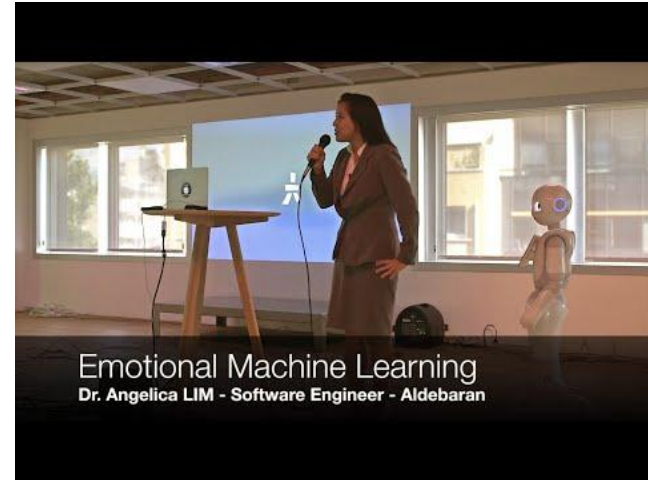 Emotional Machine Learning
Dr. Angelica LIM - Software Engineer - Aldebaran